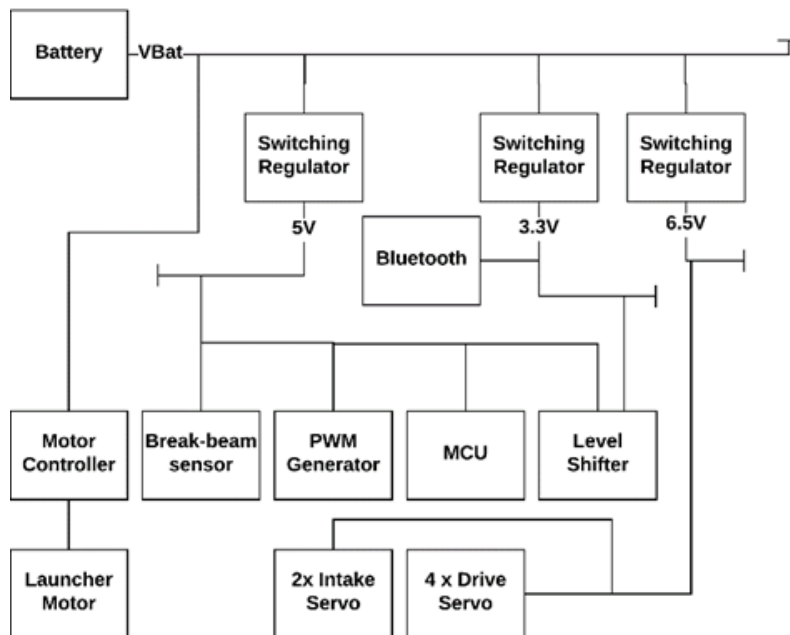 Battery
VBat
Switching
Regulator
Switching
Regulator
Switching
Regulator
5V
3.3V
6.5V
Bluetooth
Motor
Controller
Break-beam
sensor
PWM
Generator
MCU
Level
Shifter
Launcher
Motor
2x Intake
Servo
4 x Drive
Servo